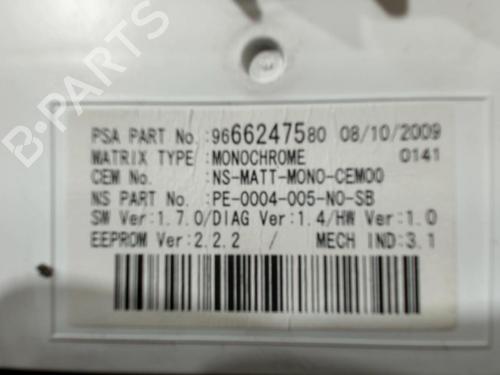 B-PARTS
PSA PART No.:9666247580 08/10/2009
MATRIX TYPE :MONOCHROME 0141
CEM No. :NS-MATT-MONO-CEM00
NS PART No. :PE-0004-005-NO-SB
SW Ver:1.7.0/DIAG Ver:1.4/HW Ver:1.0
EEPROM Ver:2.2.2 / MECH IND:3.1